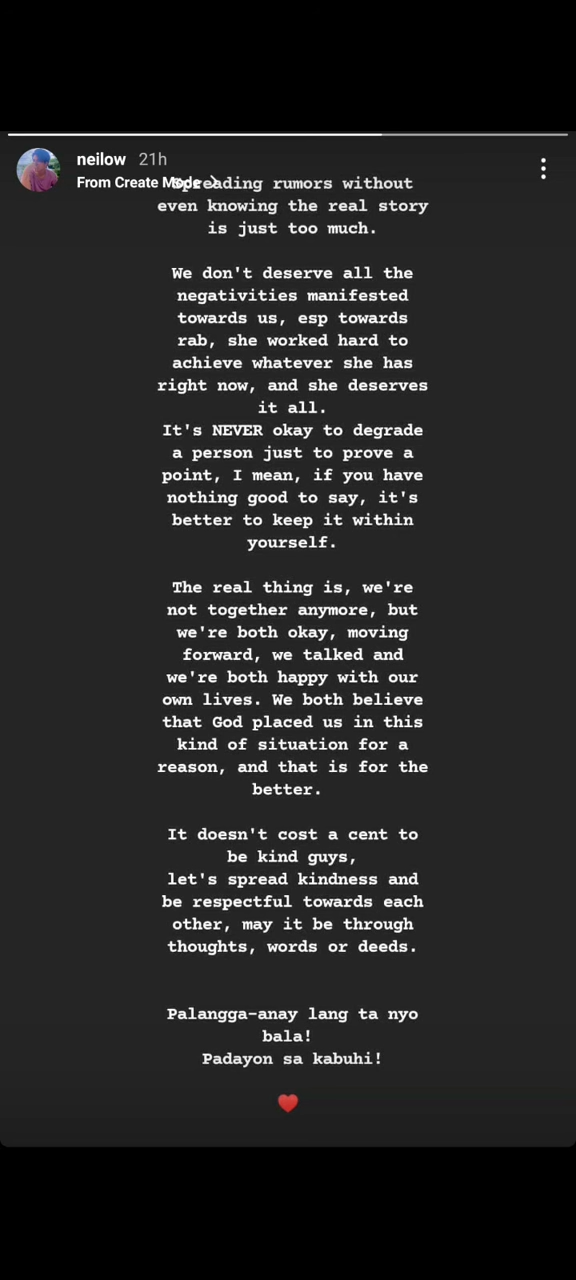 neilow 21h
From Create Mode >
Spreading rumors without
even knowing the real story
is just too much.
We don't deserve all the
negativities manifested
towards us, esp towards
rab, she worked hard to
achieve whatever she has
right now, and she deserves
it all.
It's NEVER okay to degrade
a person just to prove a
point, I mean, if you have
nothing good to say, it's
better to keep it within
yourself.
The real thing is, we're
not together anymore, but
we're both okay, moving
forward, we talked and
we're both happy with our
own lives. We both believe
that God placed us in this
kind of situation for a
reason, and that is for the
better.
It doesn't cost a cent to
be kind guys,
let's spread kindness and
be respectful towards each
other, may it be through
thoughts, words or deeds.
Palangga-anay lang ta nyo
bala!
Padayon sa kabuhi!